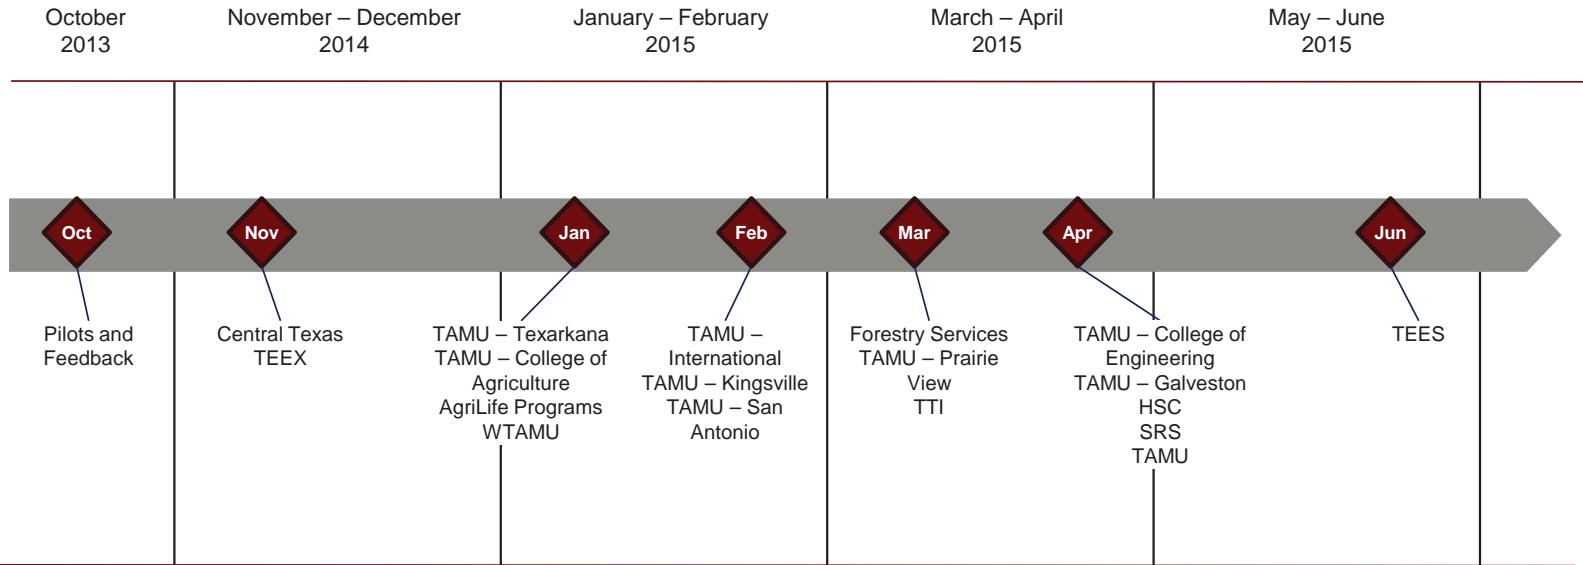 October
2013
November – December
2014
January – February
2015
March – April
2015
May – June
2015
Oct
Nov
Jan
Feb
Mar
Apr
Jun
Pilots and
Feedback
Central Texas
TEEX
TAMU – Texarkana
TAMU – College of
Agriculture
AgriLife Programs
WTAMU
TAMU –
International
TAMU – Kingsville
TAMU – San
Antonio
Forestry Services
TAMU – Prairie
View
TTI
TAMU – College of
Engineering
TAMU – Galveston
HSC
SRS
TAMU
TEES